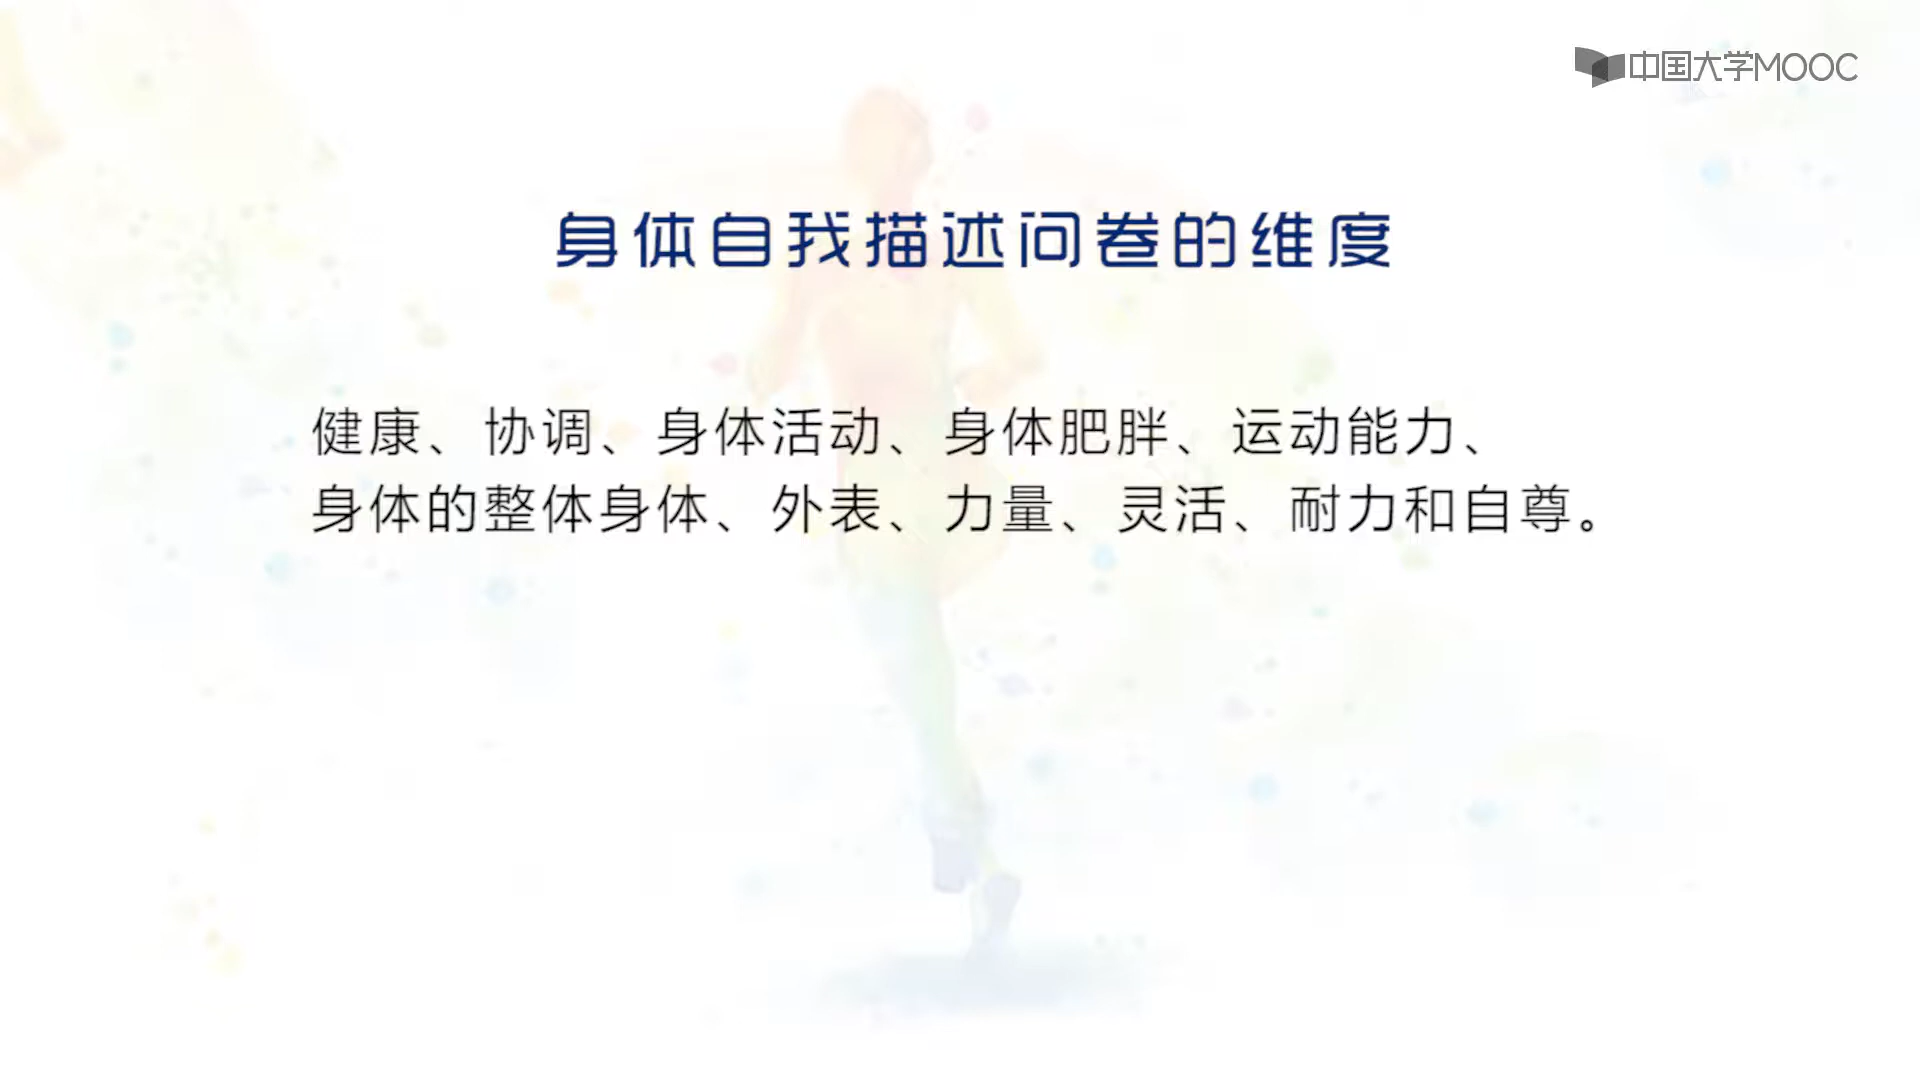 中国大学MOOC
身体自我描述问卷的维度
健康、协调、身体活动、身体肥胖、运动能力、
身体的整体身体、外表、力量、灵活、耐力和自尊。